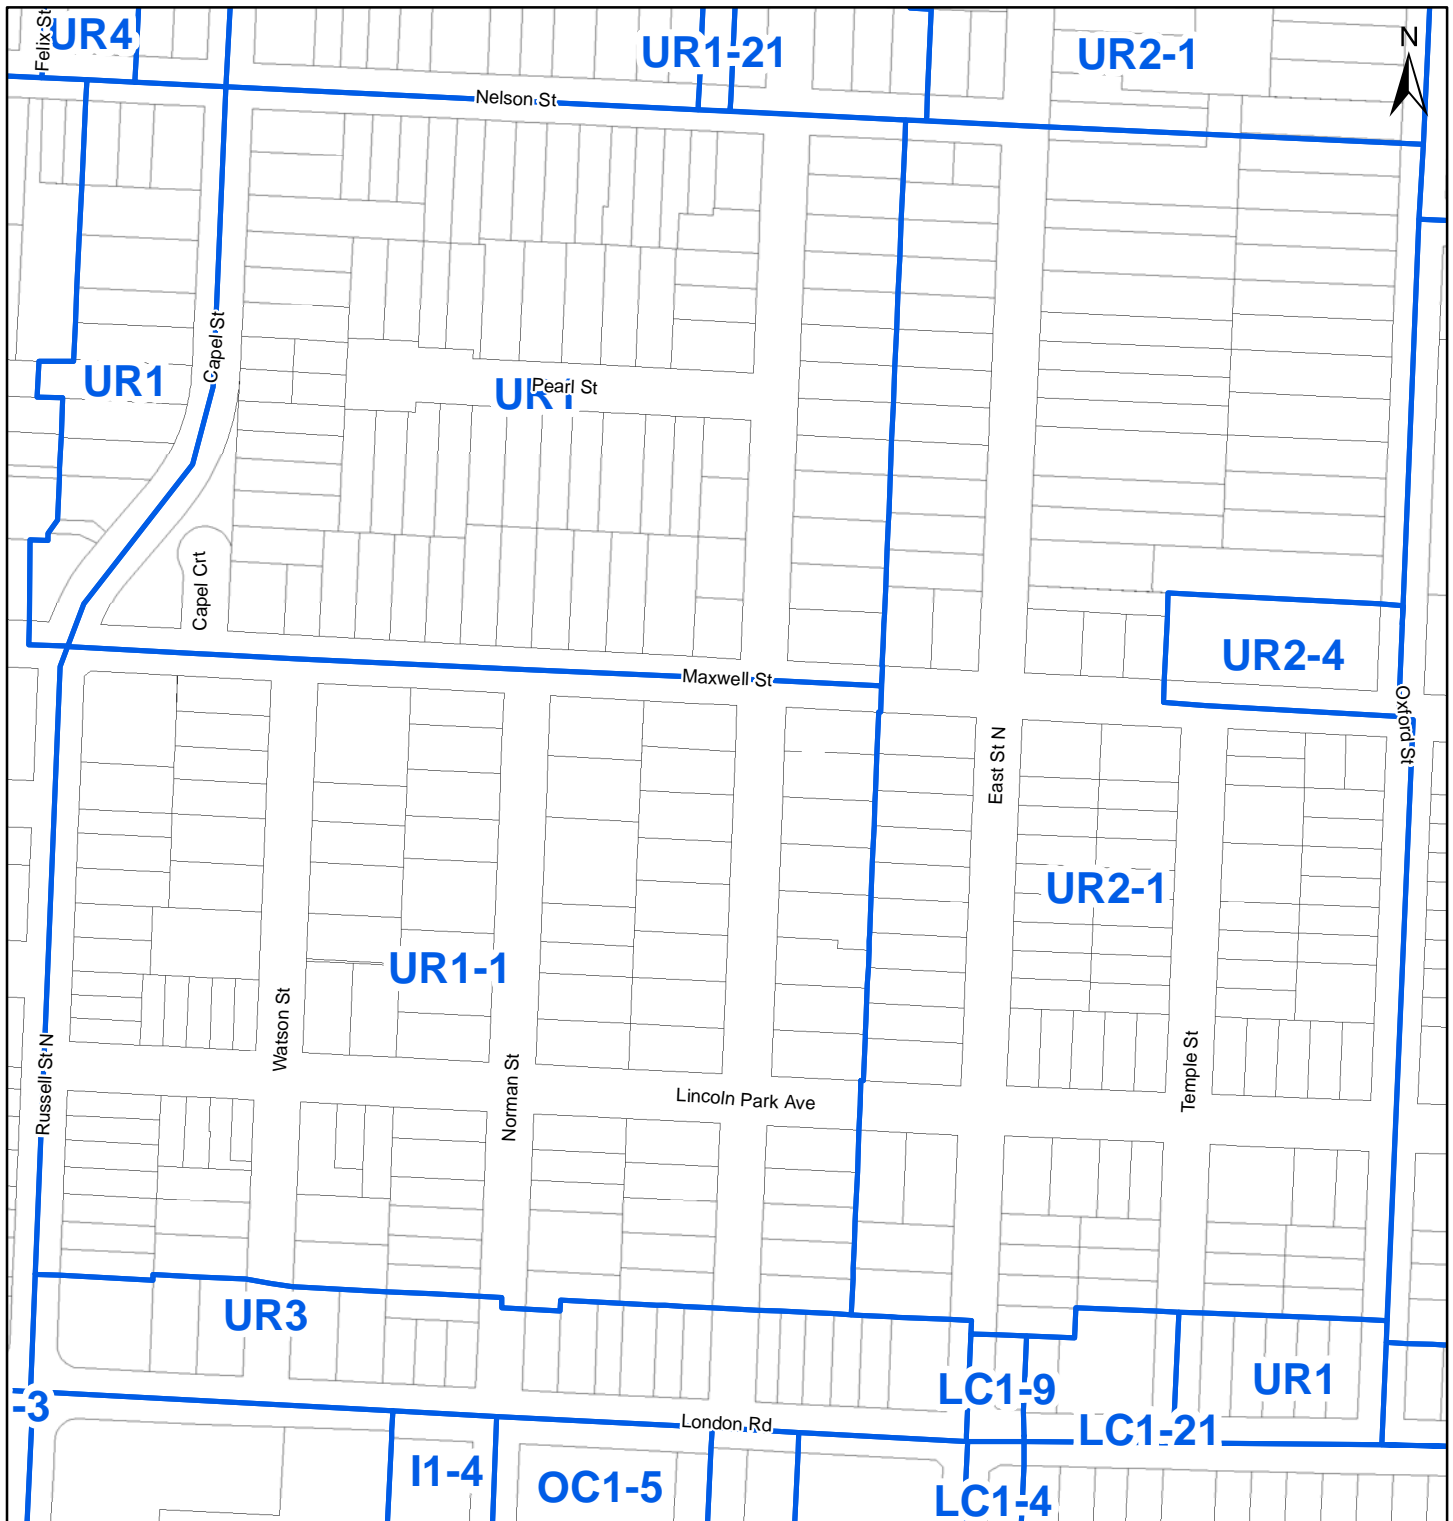 Felix St
UR4
UR1-21
UR2-1
N
Nelson St
Capel St
UR1
Pearl St
UR1
Capel Crt
UR2-4
Maxwell St
Oxford St
East St N
UR2-1
UR1-1
Watson St
Russell St N
Norman St
Temple St
Lincoln Park Ave
UR3
UR1
LC1-9
-3
London Rd
LC1-21
I1-4
OC1-5
LC1-4